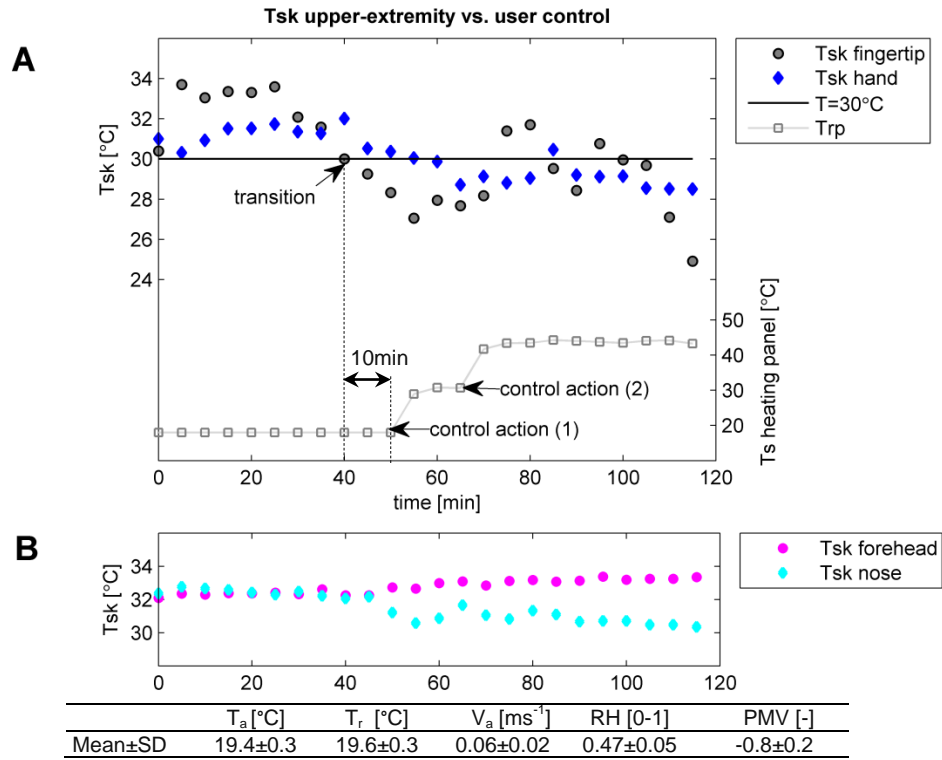 Tsk upper-extremity vs. user control
A
Tsk fingertip
Tsk hand
T=30°C
Trp
Tsk [°C]
34
32
30
28
26
24
transition
10min
control action (2)
control action (1)
50
40
30
20
Ts heating panel [°C]
0 20 40 60 80 100 120
time [min]
B
Tsk forehead
Tsk nose
Tsk [°C]
34
32
30
0 20 40 60 80 100 120
Ta [°C] Tr [°C] Va [ms-1] RH [0-1] PMV [-]
Mean±SD 19.4±0.3 19.6±0.3 0.06±0.02 0.47±0.05 -0.8±0.2